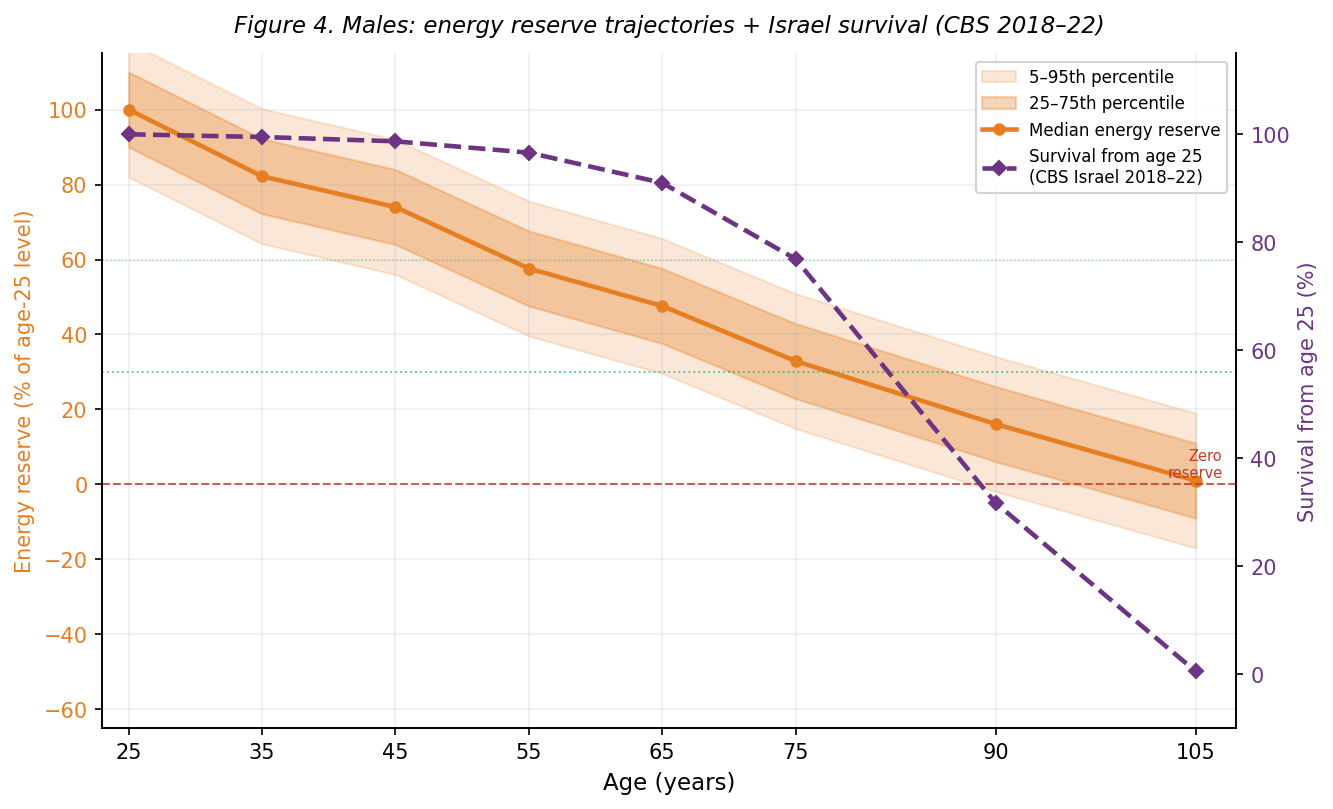 Figure 4. Males: energy reserve trajectories + Israel survival (CBS 2018–22)
5–95th percentile
25–75th percentile
Median energy reserve
Survival from age 25
(CBS Israel 2018–22)
Energy reserve (% of age-25 level)
100
80
60
40
20
0
−20
−40
−60
Zero
reserve
100
80
60
40
20
0
Survival from age 25 (%)
25 35 45 55 65 75 90 105
Age (years)